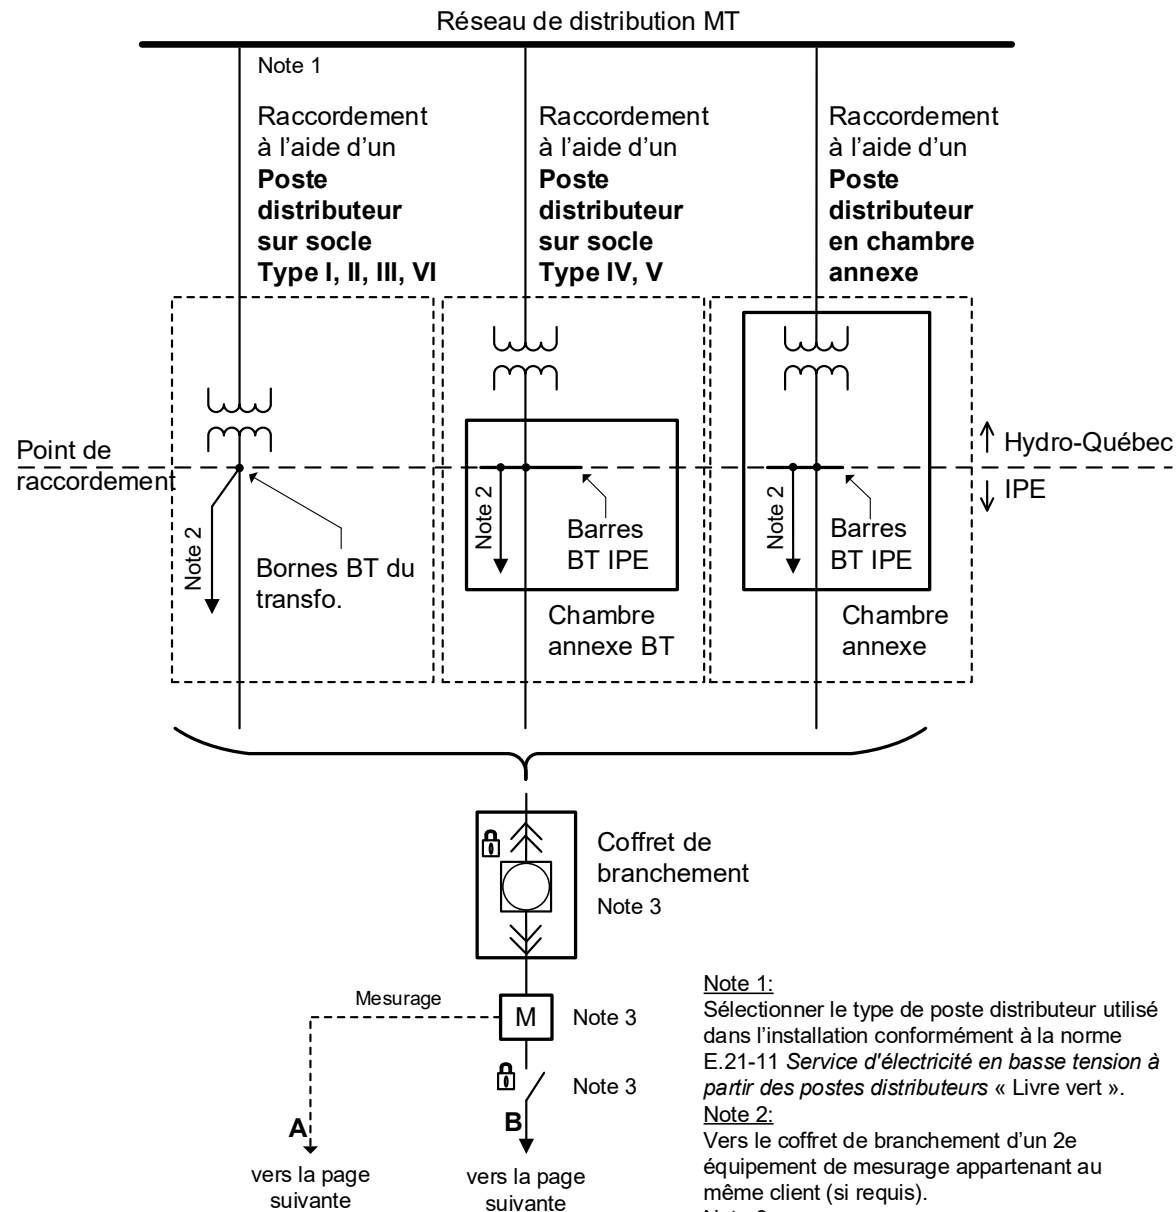 Réseau de distribution MT
Note 1
Raccordement
à l'aide d'un
Poste
distributeur
sur socle
Type I, II, III, VI
Raccordement
à l'aide d'un
Poste
distributeur
sur socle
Type IV, V
Raccordement
à l'aide d'un
Poste
distributeur
en chambre
annexe
Point de
raccordement
Hydro-Québec
IPE
Note 2
Bornes BT du
transfo.
Note 2
Barres
BT IPE
Chambre
annexe BT
Note 2
Barres
BT IPE
Chambre
annexe
Coffret de
branchement
Note 3
Mesurage
M
Note 3
Note 3
A
B
vers la page
suivante
vers la page
suivante
Note 1:
Sélectionner le type de poste distributeur utilisé
dans l'installation conformément à la norme
E.21-11 Service d'électricité en basse tension à
partir des postes distributeurs « Livre vert ».
Note 2:
Vers le coffret de branchement d'un 2e
équipement de mesurage appartenant au
même client (si requis).